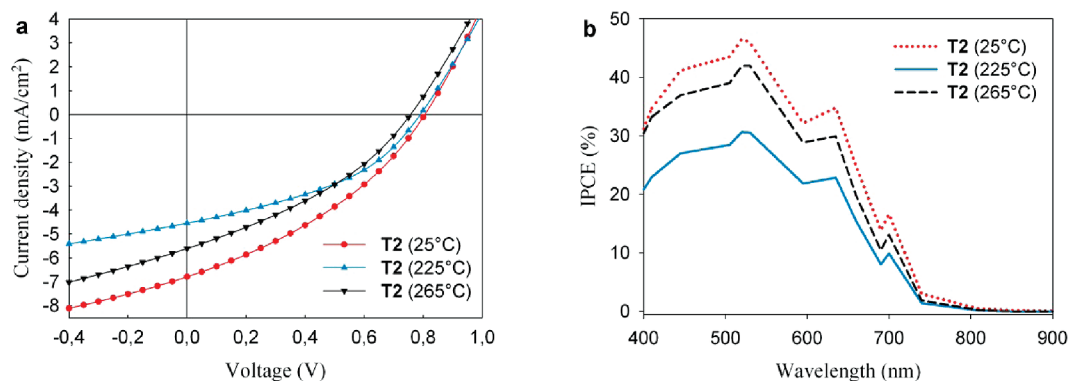 a
4
3
2
1
0
-1
-2
-3
-4
-5
-6
-7
-8
Current density (mA/cm²)
T2 (25°C)
T2 (225°C)
T2 (265°C)
-0,4 -0,2 0,0 0,2 0,4 0,6 0,8 1,0
Voltage (V)
b
50
40
30
20
10
0
IPCE (%)
T2 (25°C)
T2 (225°C)
T2 (265°C)
400 500 600 700 800 900
Wavelength (nm)